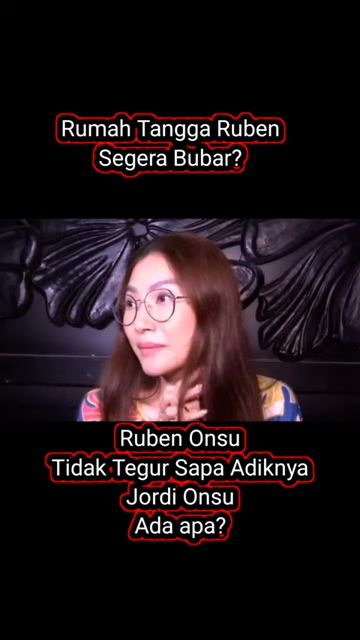 Rumah Tangga Ruben
Segera Bubar?
Ruben Onsu
Tidak Tegur Sapa Adiknya
Jordi Onsu
Ada apa?